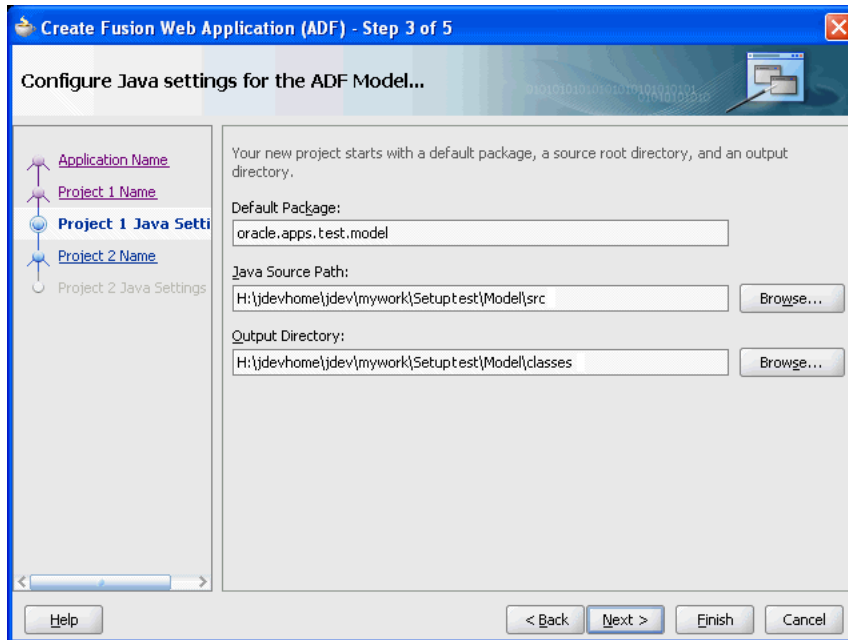 Create Fusion Web Application (ADF) - Step 3 of 5
Configure Java settings for the ADF Model...
Application Name
Project 1 Name
Project 1 Java Setti
Project 2 Name
Project 2 Java Settings
Your new project starts with a default package, a source root directory, and an output
directory.
Default Package:
oracle.apps.test.model
Java Source Path:
H:\jdevhome\jdev\mywork\Setuptest\Model\src
Browse...
Output Directory:
H:\jdevhome\jdev\mywork\Setuptest\Model\classes
Browse...
Help
< Back
Next >
Finish
Cancel